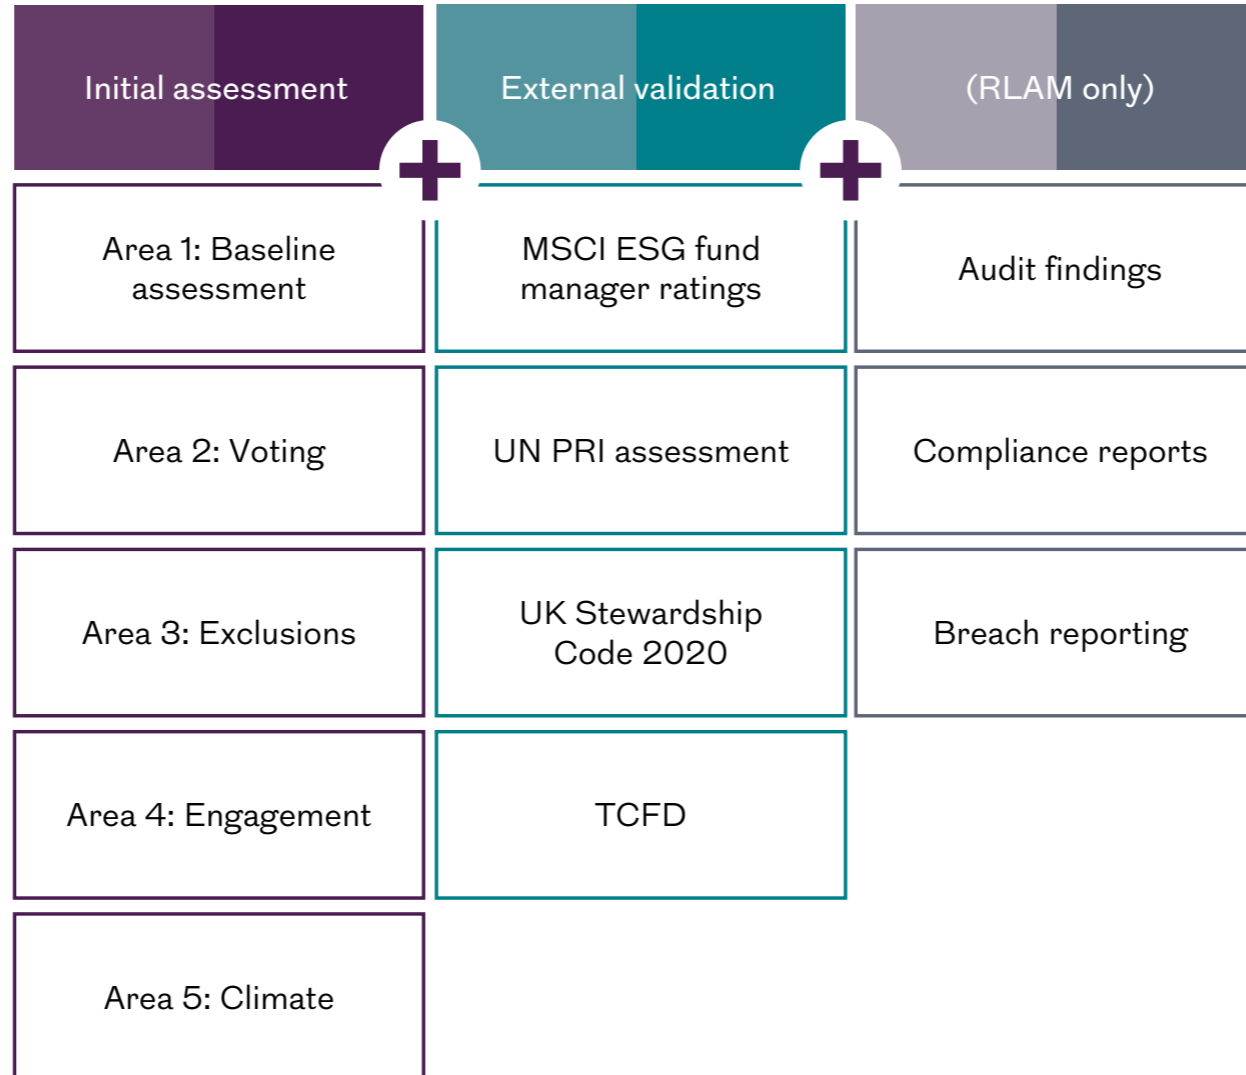 Initial assessment
External validation
(RLAM only)
Area 1: Baseline
assessment
MSCI ESG fund
manager ratings
Audit findings
Area 2: Voting
UN PRI assessment
Compliance reports
Area 3: Exclusions
UK Stewardship
Code 2020
Breach reporting
Area 4: Engagement
TCFD
Area 5: Climate